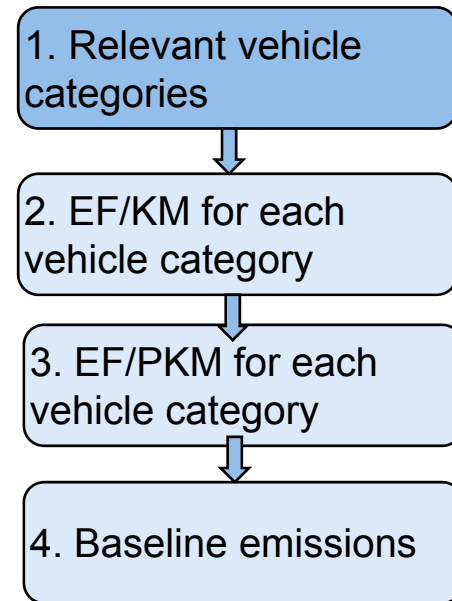 1. Relevant vehicle
categories
2. EF/KM for each
vehicle category
3. EF/PKM for each
vehicle category
4. Baseline emissions